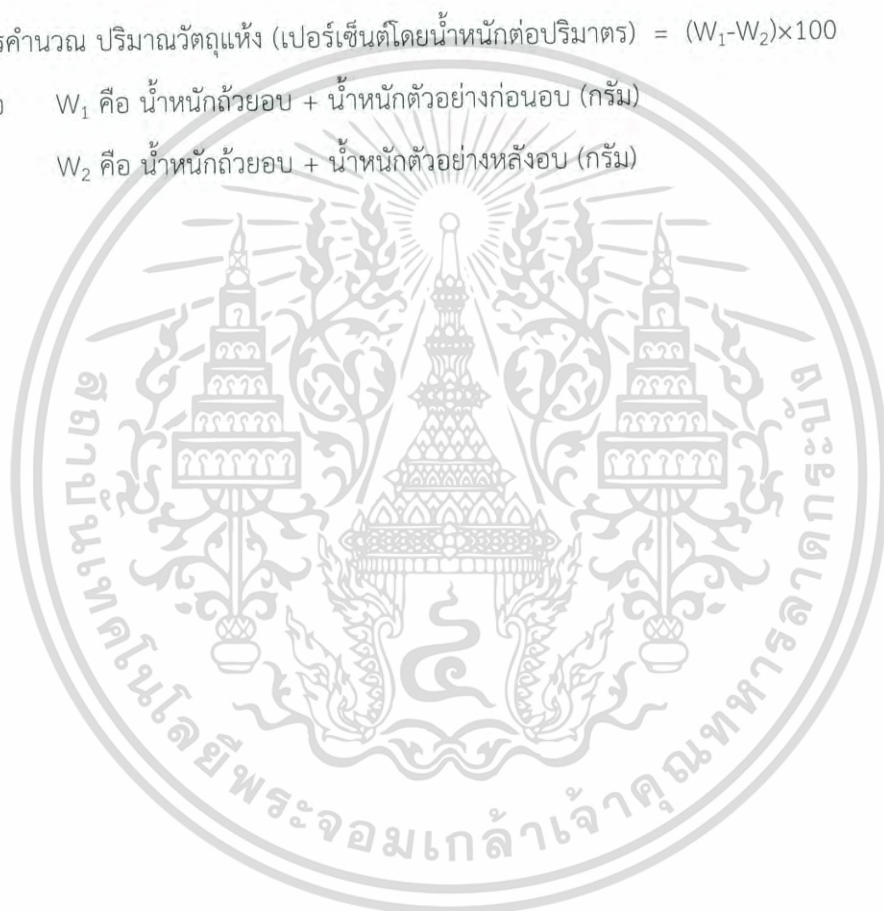 รคำนวณ ปริมาณวัตถุแห้ง (เปอร์เซ็นต์โดยน้ำหนักต่อปริมาตร) = (W₁-W₂)×100
W₁ คือ น้ำหนักถ้วยอบ + น้ำหนักตัวอย่างก่อนอบ (กรัม)
W₂ คือ น้ำหนักถ้วยอบ + น้ำหนักตัวอย่างหลังอบ (กรัม)
สถาบันเทคโนโลยีพระจอมเกล้าเจ้าคุณทหารลาดกระบัง